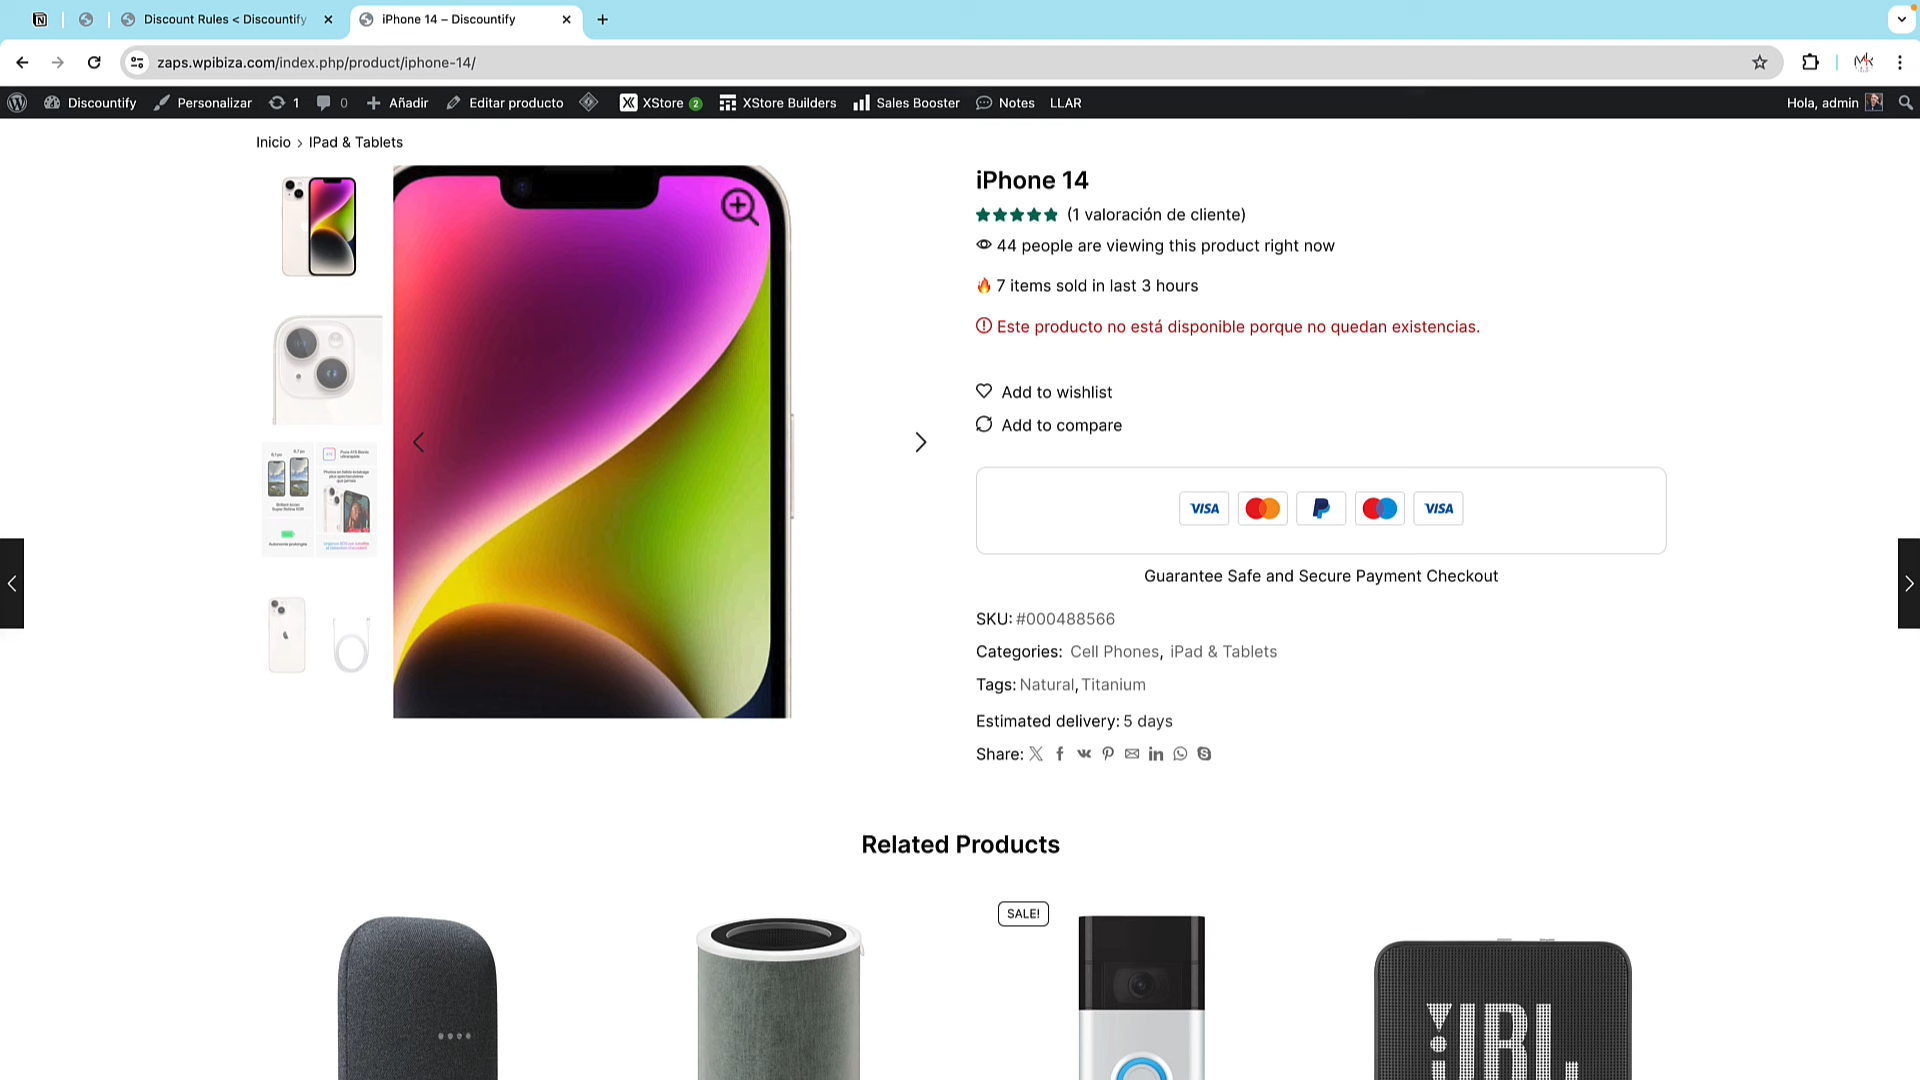 Discount Rules < Discountify
iPhone 14 – Discountify
zaps.wpibiza.com/index.php/product/iphone-14/
Discountify Personalizar 1 0 Añadir Editar producto XStore 2 XStore Builders Sales Booster Notes LLAR Hola, admin
Inicio > IPad & Tablets
iPhone 14
(1 valoración de cliente)
44 people are viewing this product right now
7 items sold in last 3 hours
Este producto no está disponible porque no quedan existencias.
Add to wishlist
Add to compare
VISA VISA
Guarantee Safe and Secure Payment Checkout
SKU: #000488566
Categories: Cell Phones, iPad & Tablets
Tags: Natural, Titanium
Estimated delivery: 5 days
Share:
Related Products
SALE!
JBL